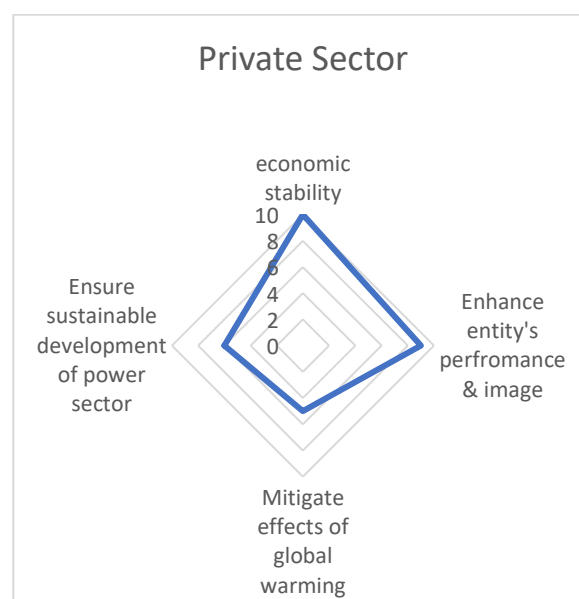 Private Sector
economic
stability
10
8
6
4
2
0
Enhance
entity's
perfromance
& image
Mitigate
effects of
global
warming
Ensure
sustainable
development
of power
sector